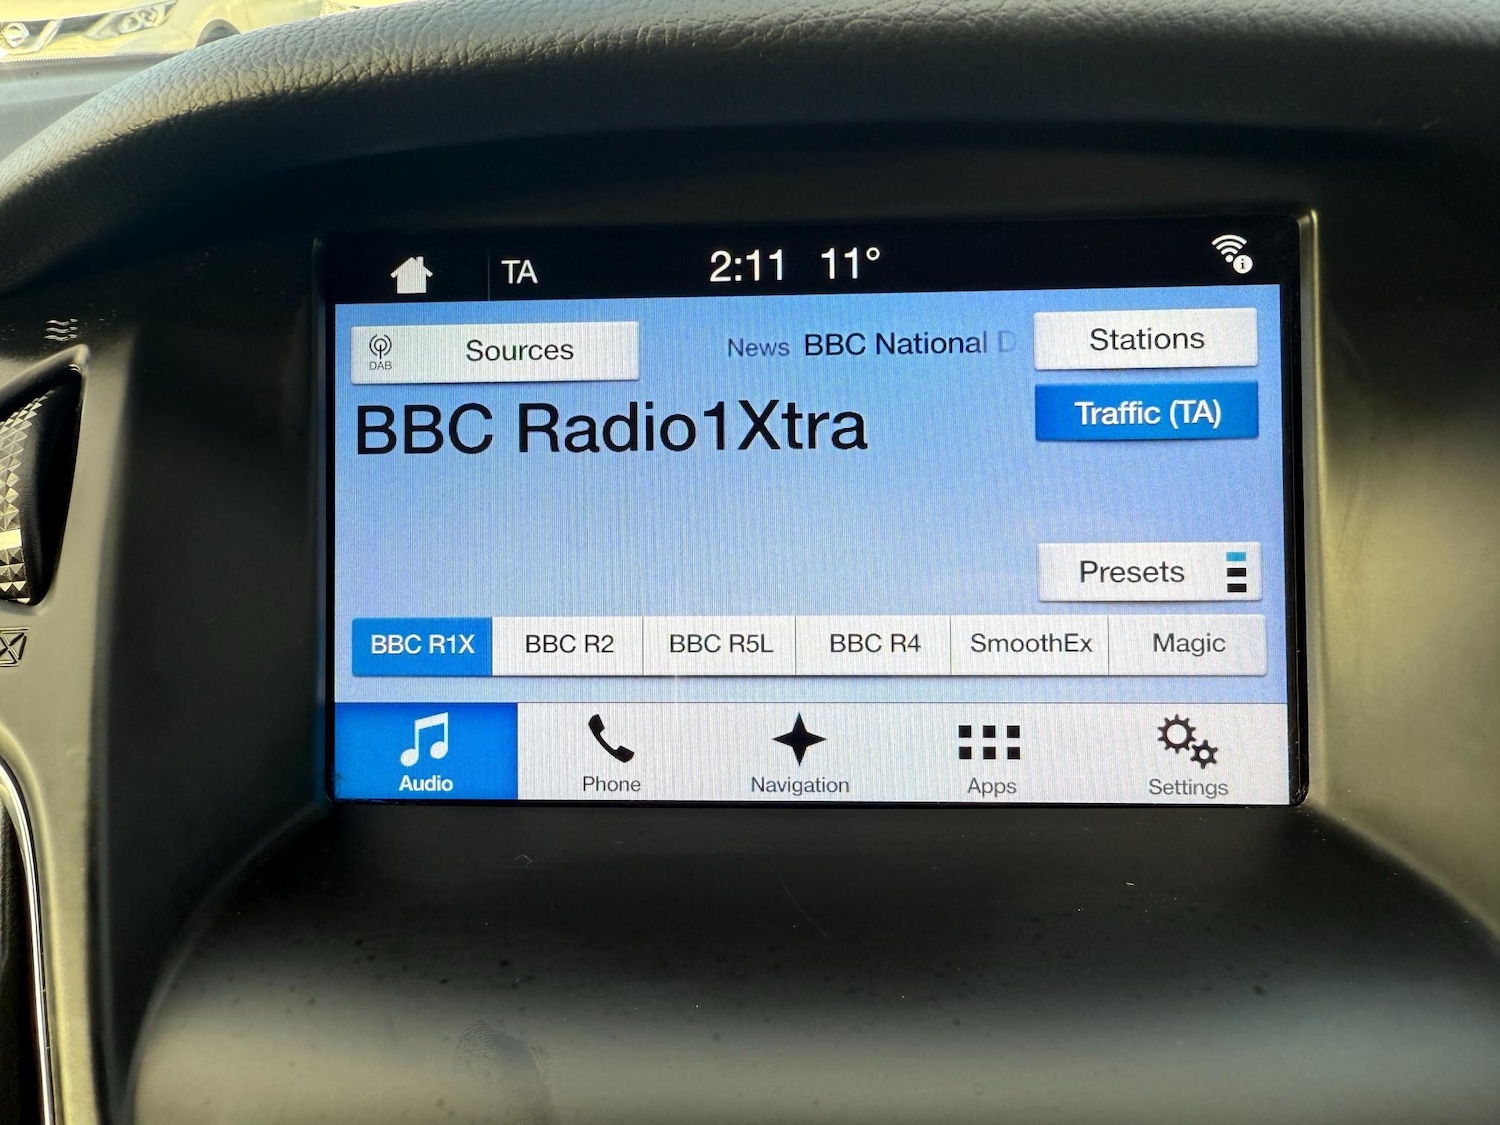 TA 2:11 11°
DAB Sources News BBC National D Stations
BBC Radio1Xtra Traffic (TA)
Presets
BBC R1X BBC R2 BBC R5L BBC R4 SmoothEx Magic
Audio Phone Navigation Apps Settings